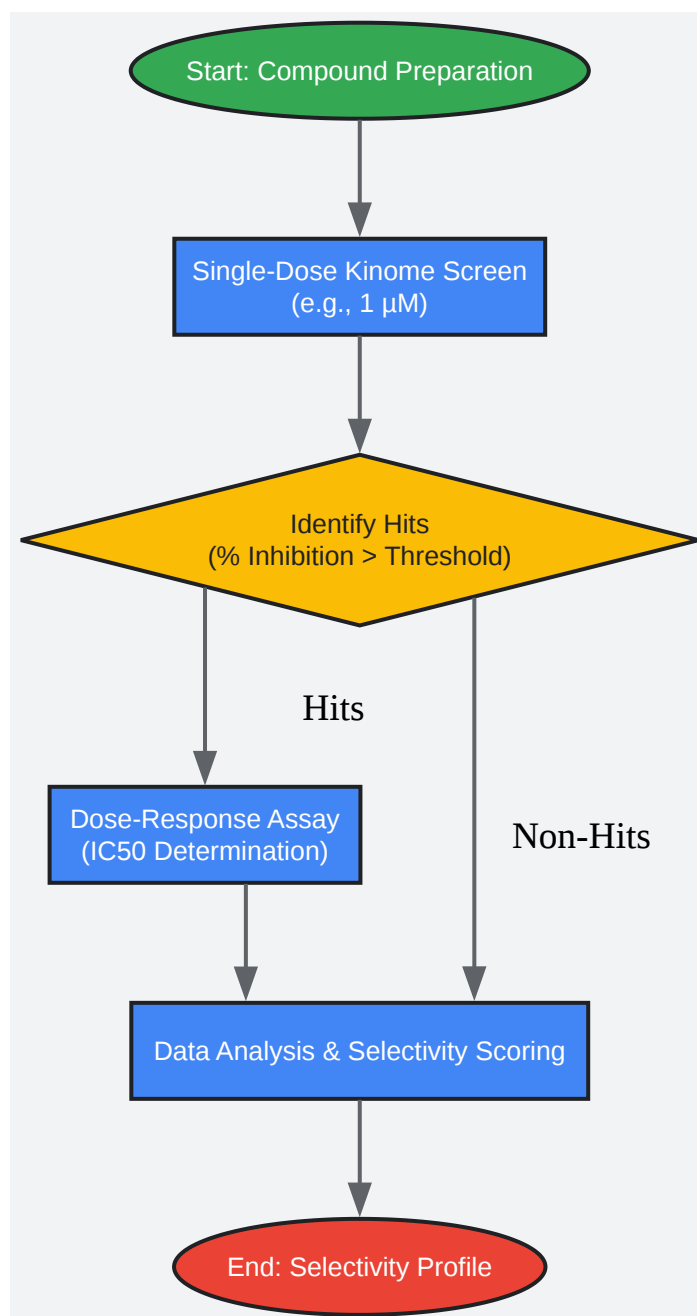 Start: Compound Preparation
Single-Dose Kinome Screen
(e.g., 1 µM)
Identify Hits
(% Inhibition > Threshold)
Hits
Dose-Response Assay
(IC50 Determination)
Non-Hits
Data Analysis & Selectivity Scoring
End: Selectivity Profile